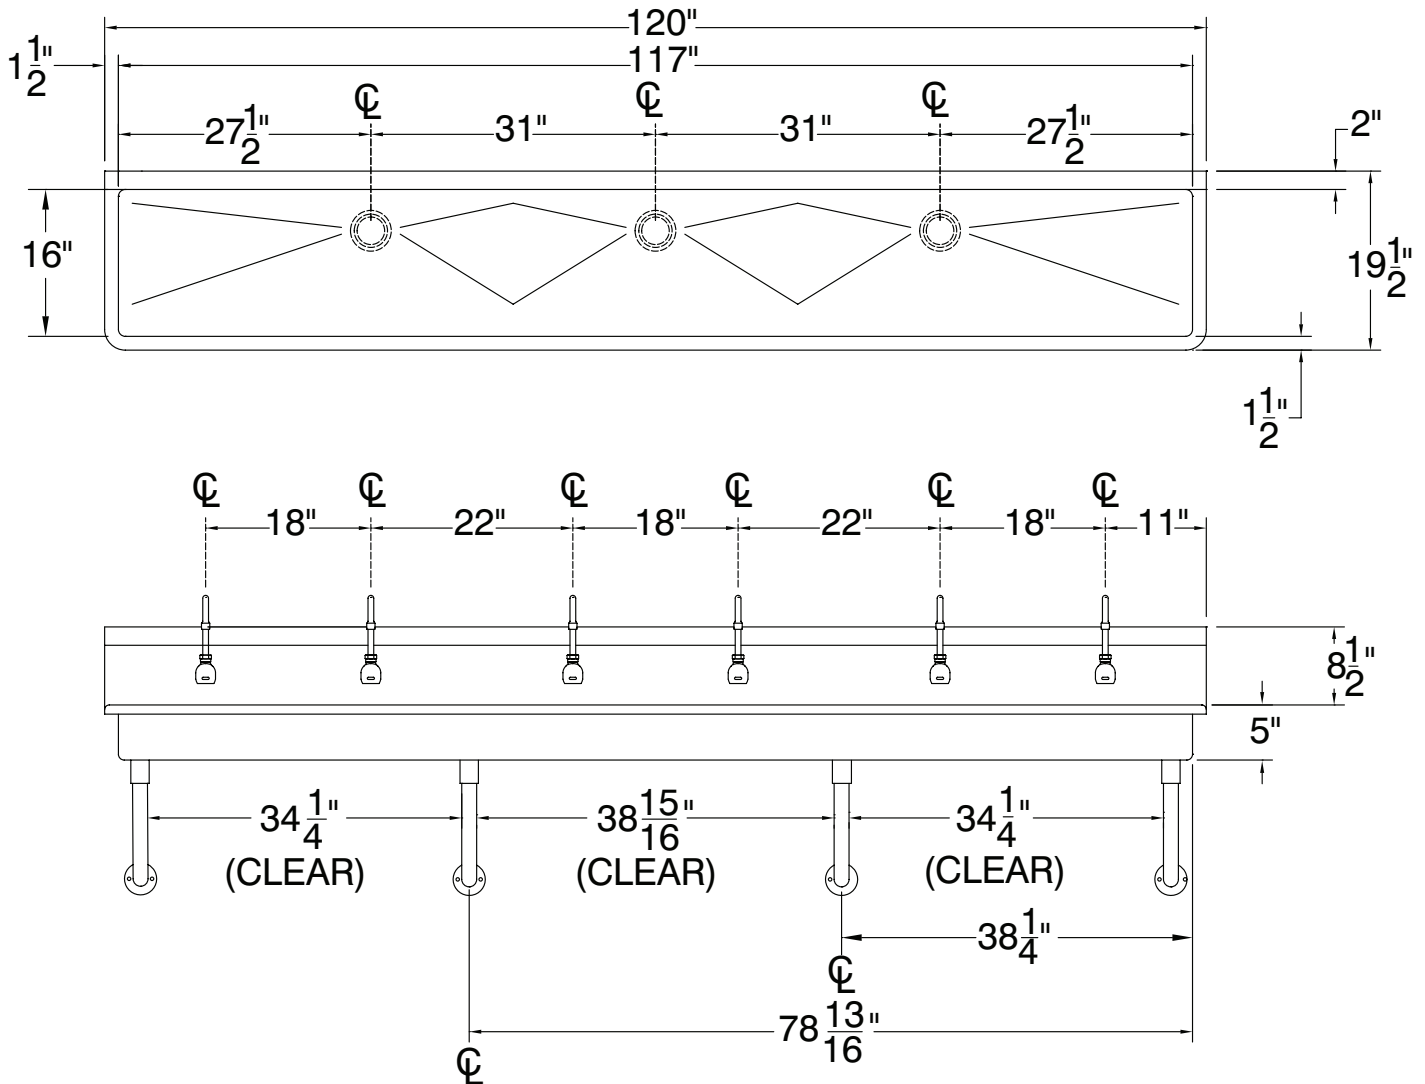 120"
1 1/2"
117"
℄ ℄ ℄
27 1/2" 31" 31" 27 1/2"
2"
16"
19 1/2"
1 1/2"
℄ ℄ ℄ ℄ ℄ ℄
18" 22" 18" 22" 18" 11"
8 1/2"
5"
34 1/4" 38 15/16" 34 1/4"
(CLEAR) (CLEAR) (CLEAR)
38 1/4"
℄
78 13/16"
℄